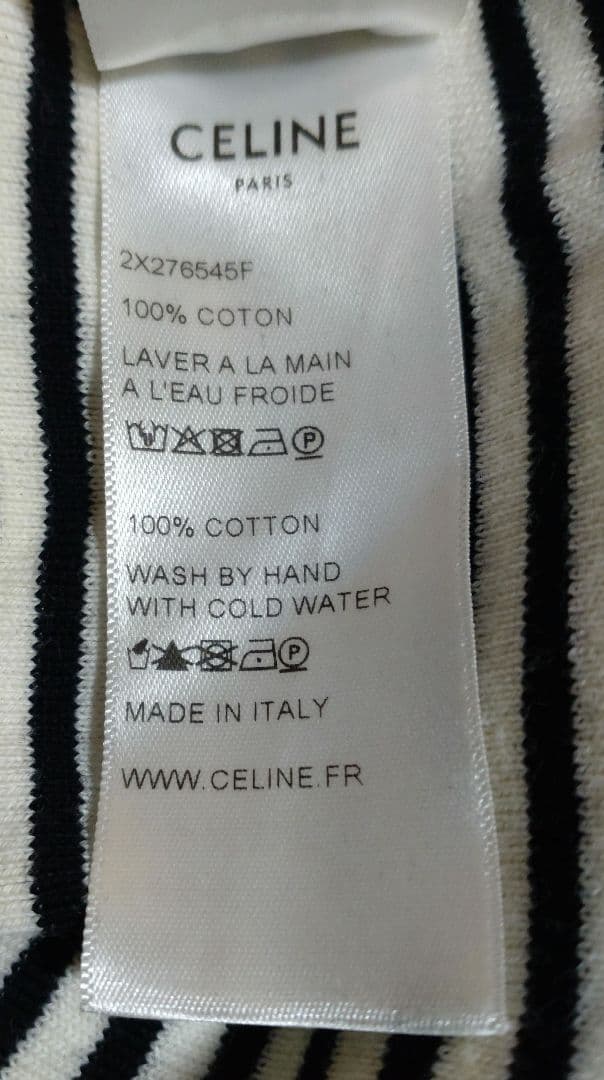 CELINE
PARIS
2X276545F
100% COTON
LAVER A LA MAIN
A L'EAU FROIDE
P
100% COTTON
WASH BY HAND
WITH COLD WATER
P
MADE IN ITALY
WWW.CELINE.FR